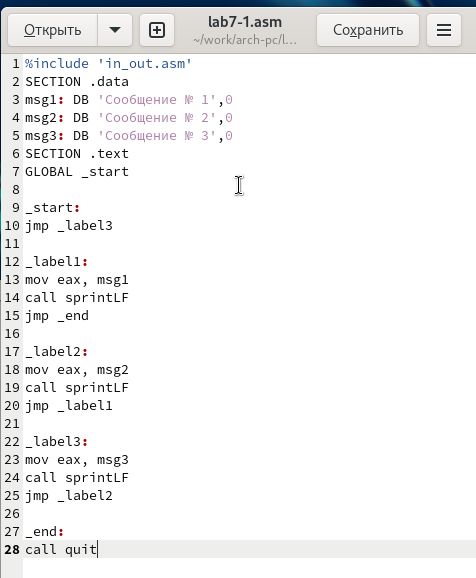 Открыть
lab7-1.asm
~/work/arch-pc/l...
Сохранить
1 %include 'in_out.asm'
2 SECTION .data
3 msg1: DB 'Сообщение № 1',0
4 msg2: DB 'Сообщение № 2',0
5 msg3: DB 'Сообщение № 3',0
6 SECTION .text
7 GLOBAL _start
8
9 _start:
10 jmp _label3
11
12 _label1:
13 mov eax, msg1
14 call sprintLF
15 jmp _end
16
17 _label2:
18 mov eax, msg2
19 call sprintLF
20 jmp _label1
21
22 _label3:
23 mov eax, msg3
24 call sprintLF
25 jmp _label2
26
27 _end:
28 call quit